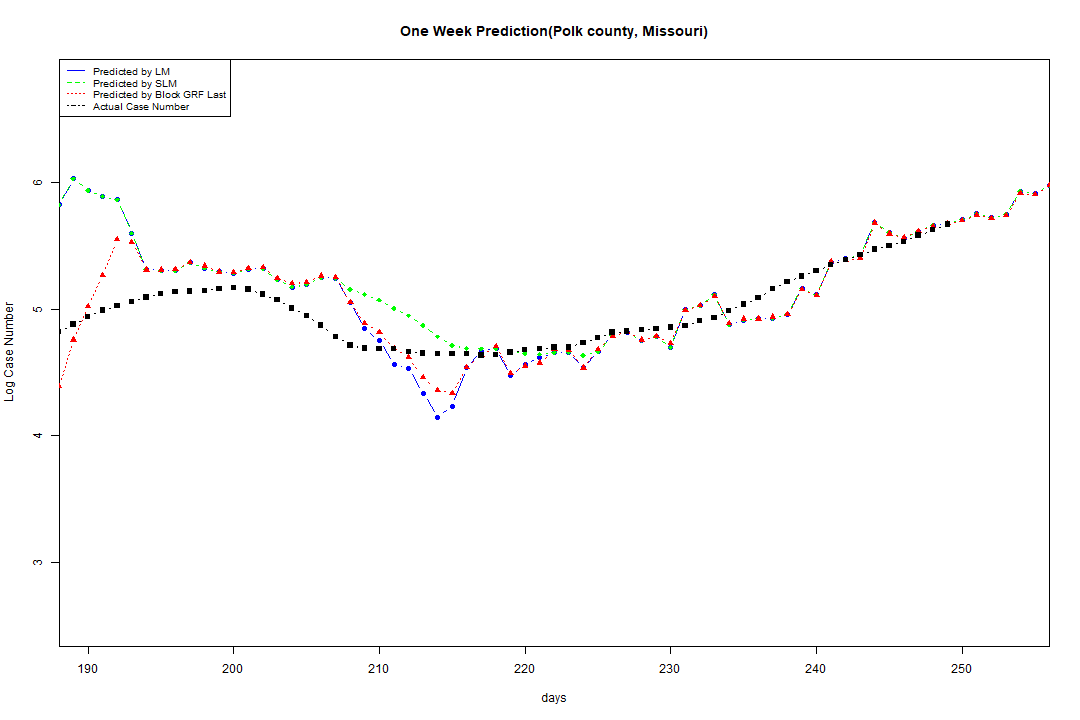 One Week Prediction(Polk county, Missouri)
Predicted by LM
Predicted by SLM
Predicted by Block GRF Last
Actual Case Number
6
5
4
3
Log Case Number
190 200 210 220 230 240 250
days